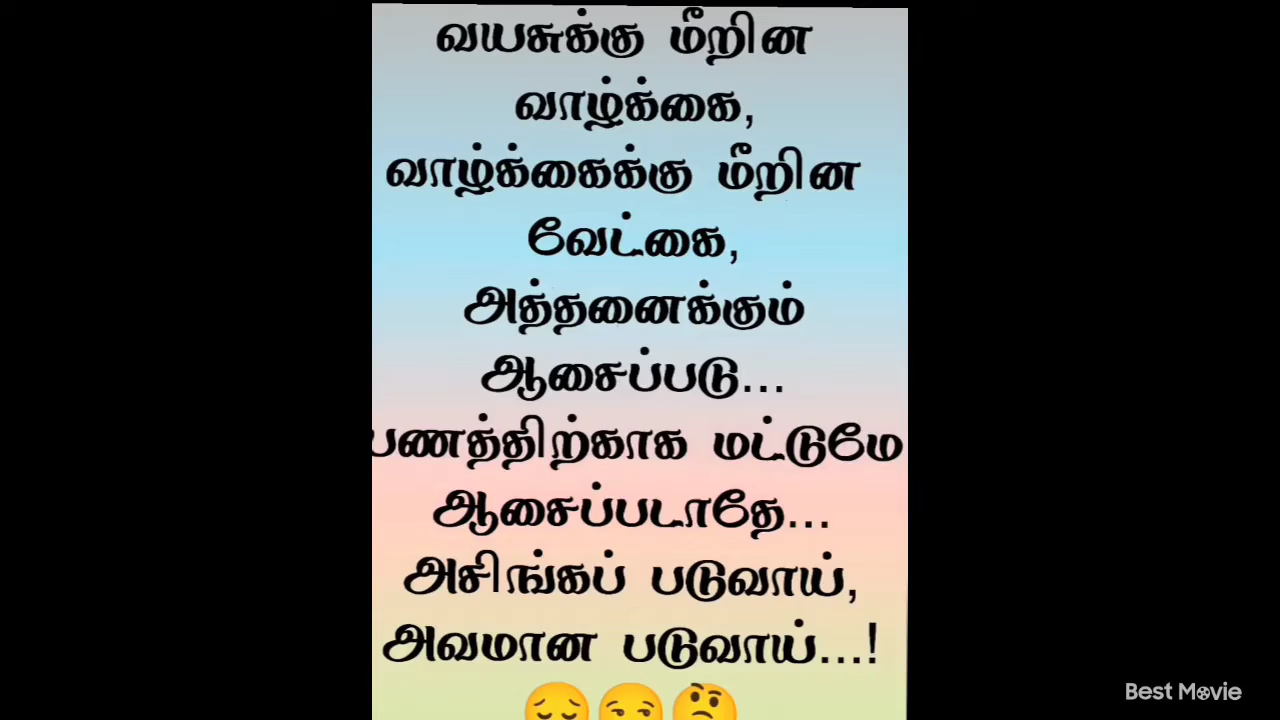 வயசுக்கு மீறின
வாழ்க்கை,
வாழ்க்கைக்கு மீறின
வேட்கை,
அத்தனைக்கும்
ஆசைப்படு...
பணத்திற்காக மட்டுமே
ஆசைப்படாதே...
அசிங்கப் படுவாய்,
அவமான படுவாய்...!
Best Movie